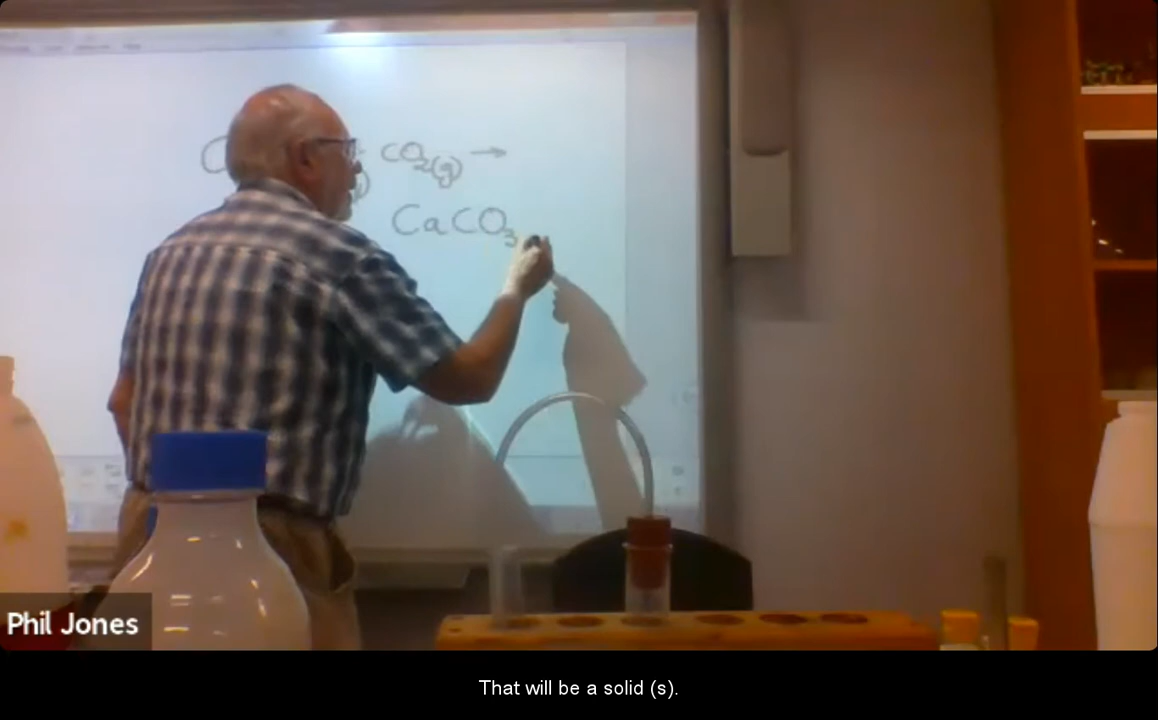 CO₂(g) →
CaCO₃
Phil Jones
That will be a solid (s).